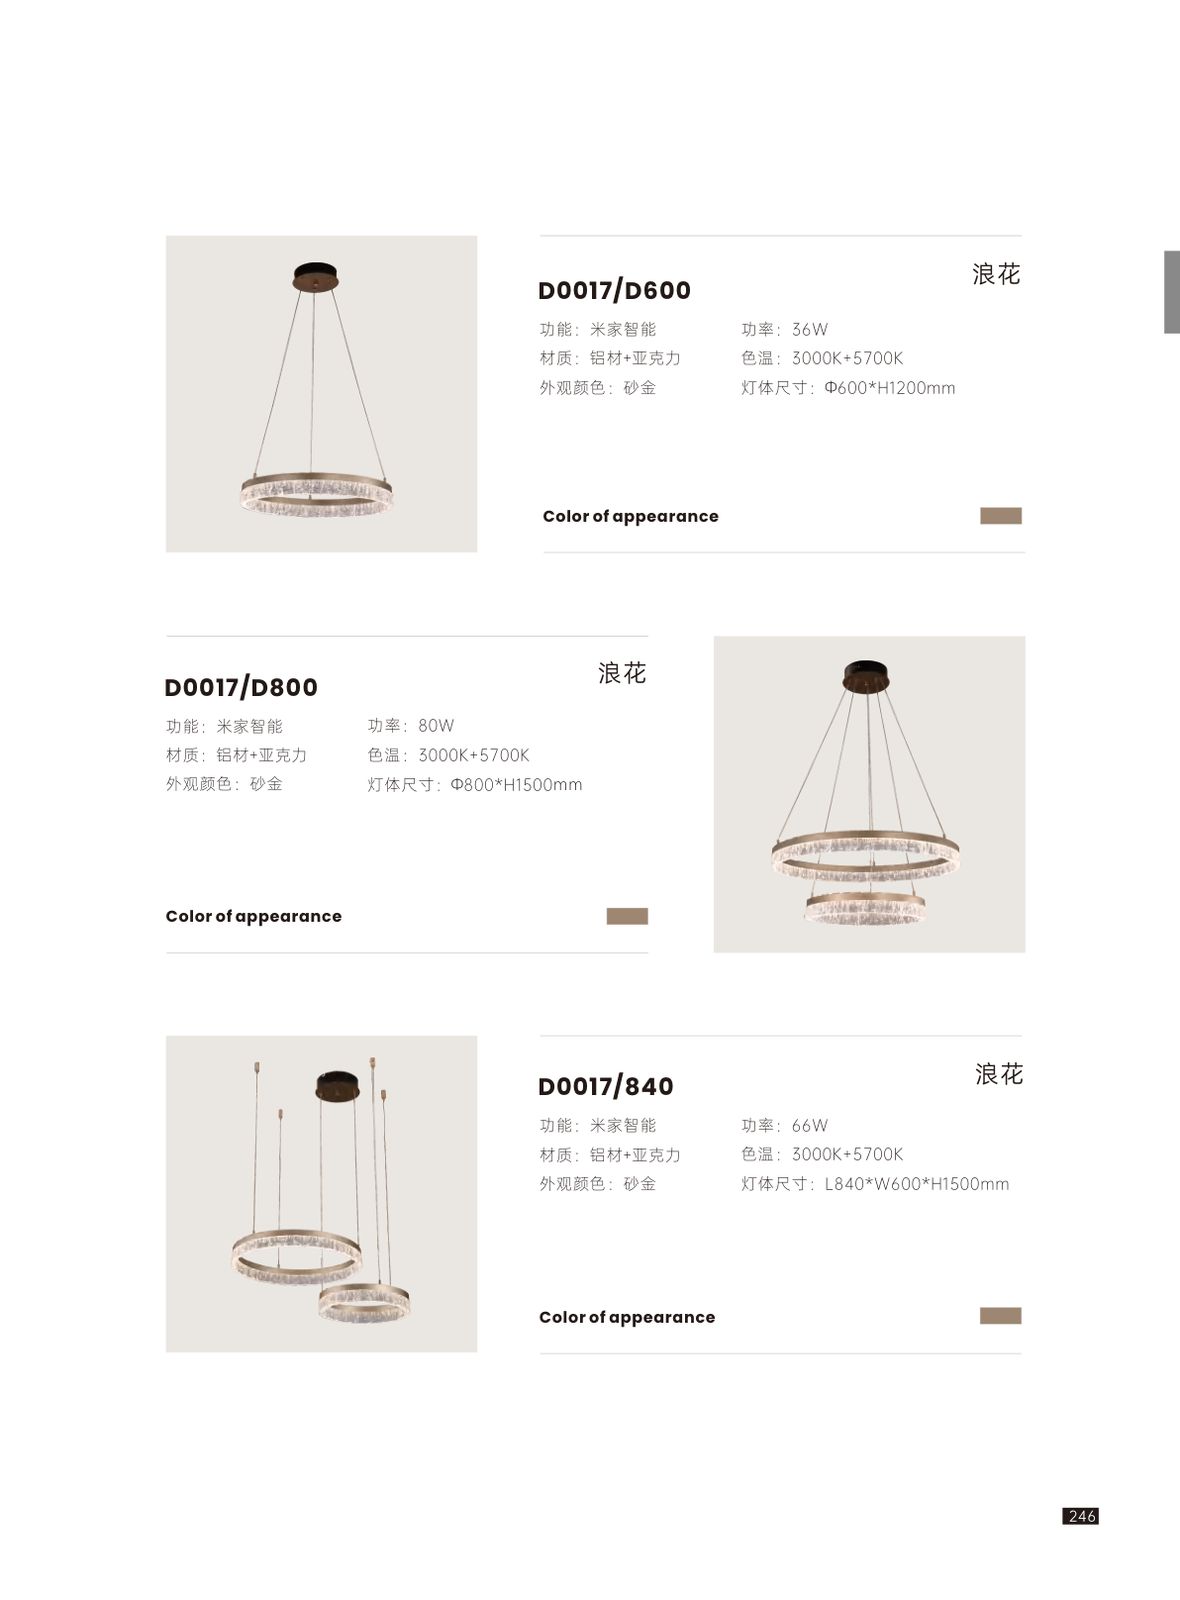 浪花
D0017/D600
功能：米家智能
功率：36W
材质：铝材+亚克力
色温：3000K+5700K
外观颜色：砂金
灯体尺寸：Φ600*H1200mm
Color of appearance
浪花
D0017/D800
功能：米家智能
功率：80W
材质：铝材+亚克力
色温：3000K+5700K
外观颜色：砂金
灯体尺寸：Φ800*H1500mm
Color of appearance
浪花
D0017/840
功能：米家智能
功率：66W
材质：铝材+亚克力
色温：3000K+5700K
外观颜色：砂金
灯体尺寸：L840*W600*H1500mm
Color of appearance
246